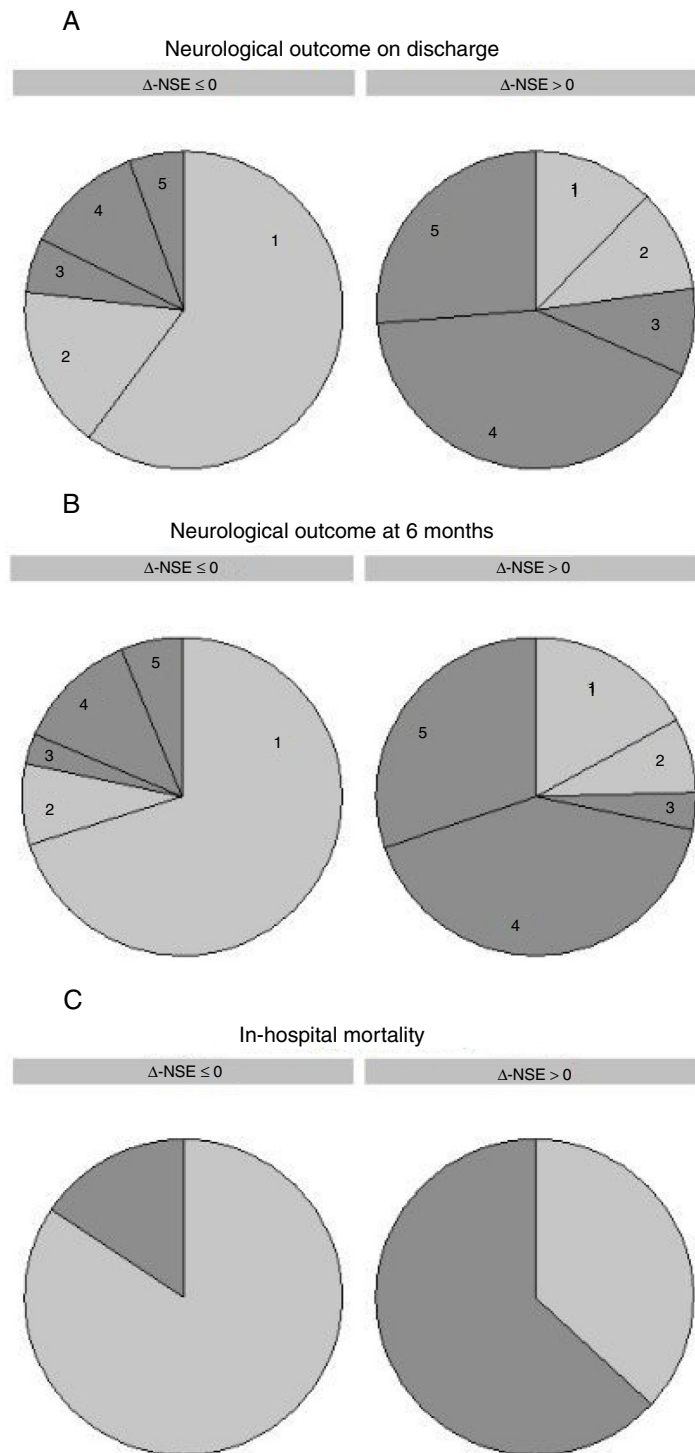 A
Neurological outcome on discharge
Δ-NSE ≤ 0
Δ-NSE > 0
1
2
3
4
5
1
2
3
4
5
B
Neurological outcome at 6 months
Δ-NSE ≤ 0
Δ-NSE > 0
1
2
3
4
5
1
2
3
4
5
C
In-hospital mortality
Δ-NSE ≤ 0
Δ-NSE > 0